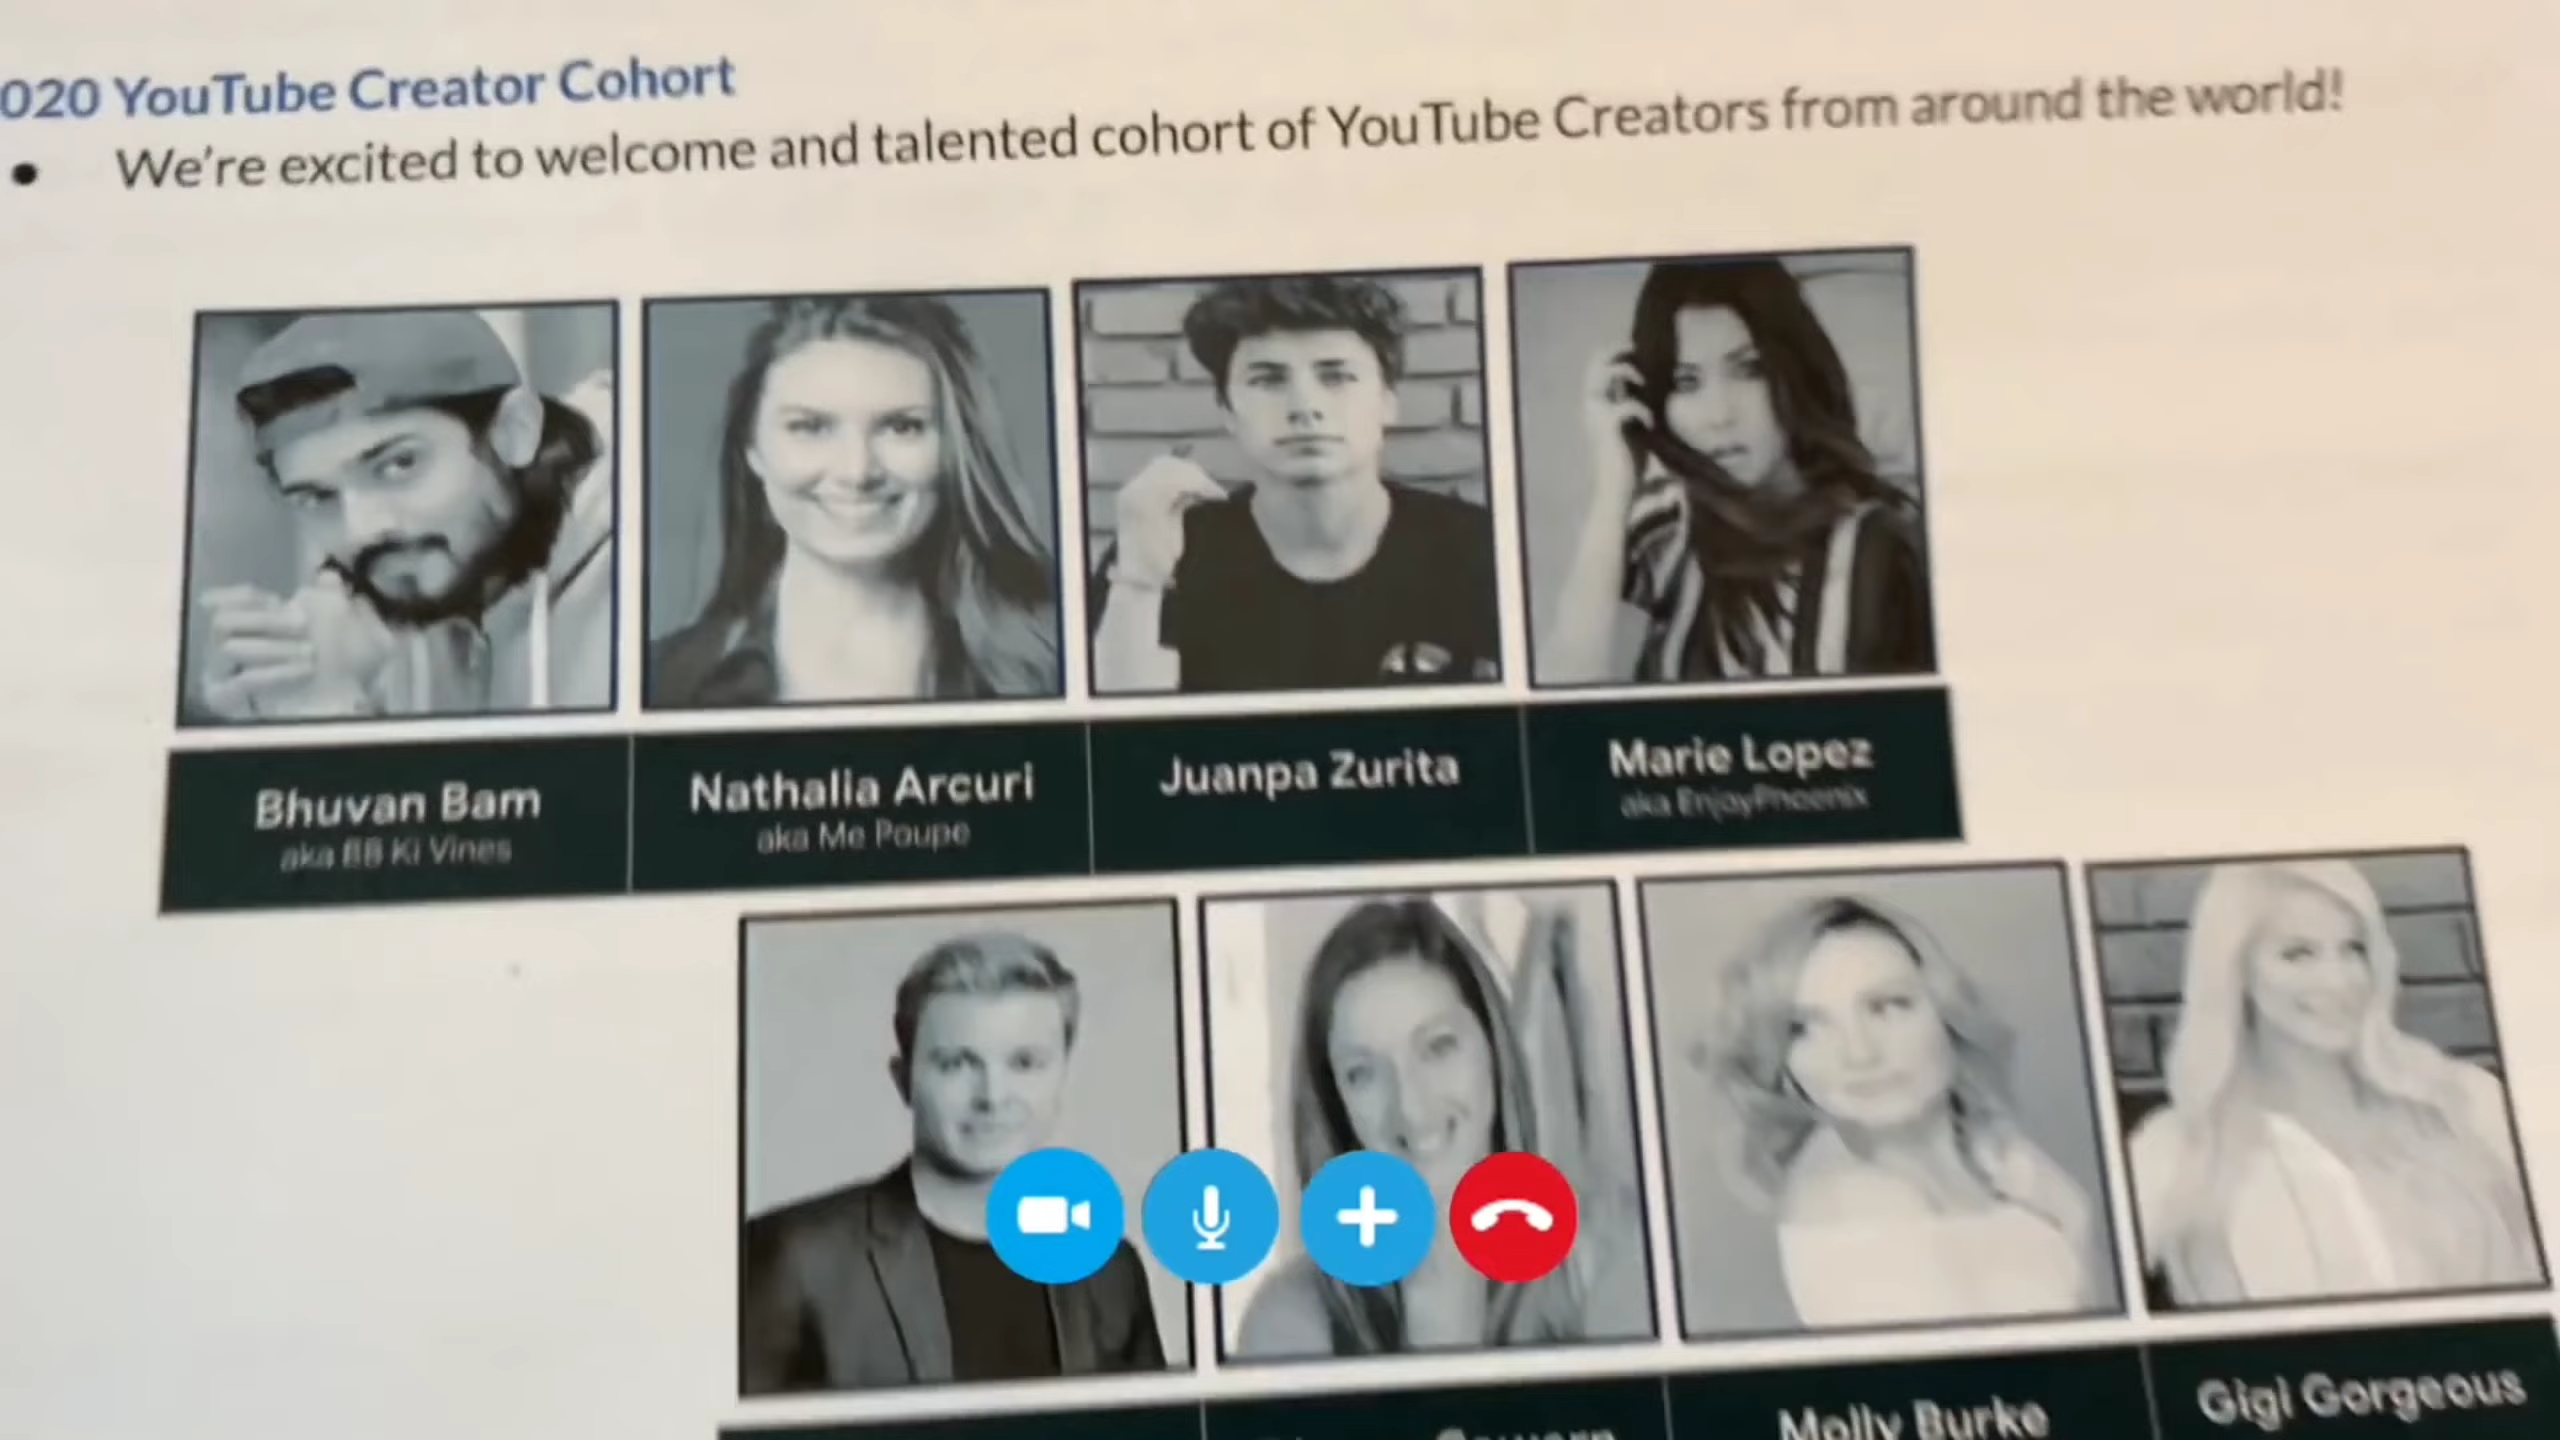 020 YouTube Creator Cohort
• We're excited to welcome and talented cohort of YouTube Creators from around the world!
Bhuvan Bam
aka BB Ki Vines
Nathalia Arcuri
aka Me Poupe
Juanpa Zurita
Marie Lopez
aka EnjoyPhoenix
Molly Burke
Gigi Gorgeous